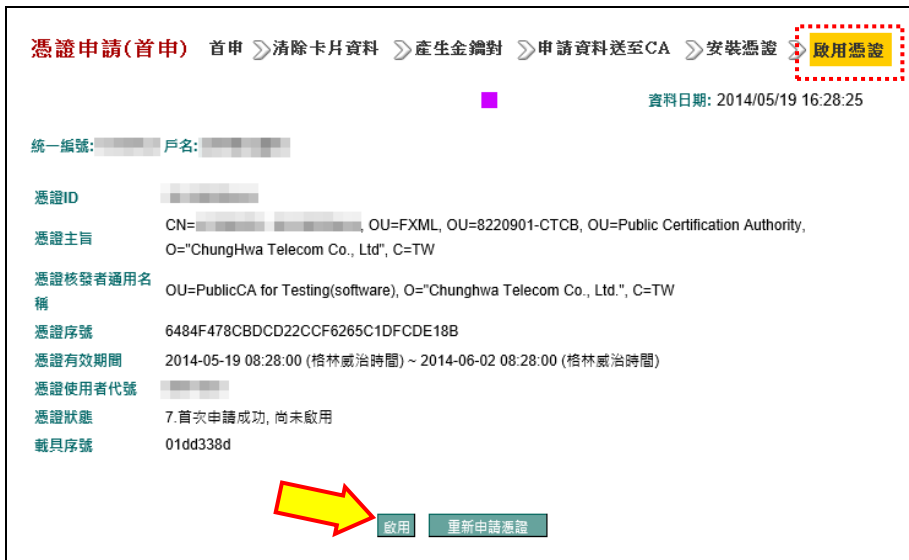 憑證申請(首申) 首申 清除卡片資料 產生金鑰對 申請資料送至CA 安裝憑證 啟用憑證
資料日期: 2014/05/19 16:28:25
統一編號: 戶名:
憑證ID
憑證主旨 CN= , OU=FXML, OU=8220901-CTCB, OU=Public Certification Authority,
O="ChungHwa Telecom Co., Ltd", C=TW
憑證核發者通用名
稱 OU=PublicCA for Testing(software), O="Chunghwa Telecom Co., Ltd.", C=TW
憑證序號 6484F478CBDCD22CCF6265C1DFCDE18B
憑證有效期間 2014-05-19 08:28:00 (格林威治時間) ~ 2014-06-02 08:28:00 (格林威治時間)
憑證使用者代號
憑證狀態 7.首次申請成功, 尚未啟用
載具序號 01dd338d
啟用 重新申請憑證